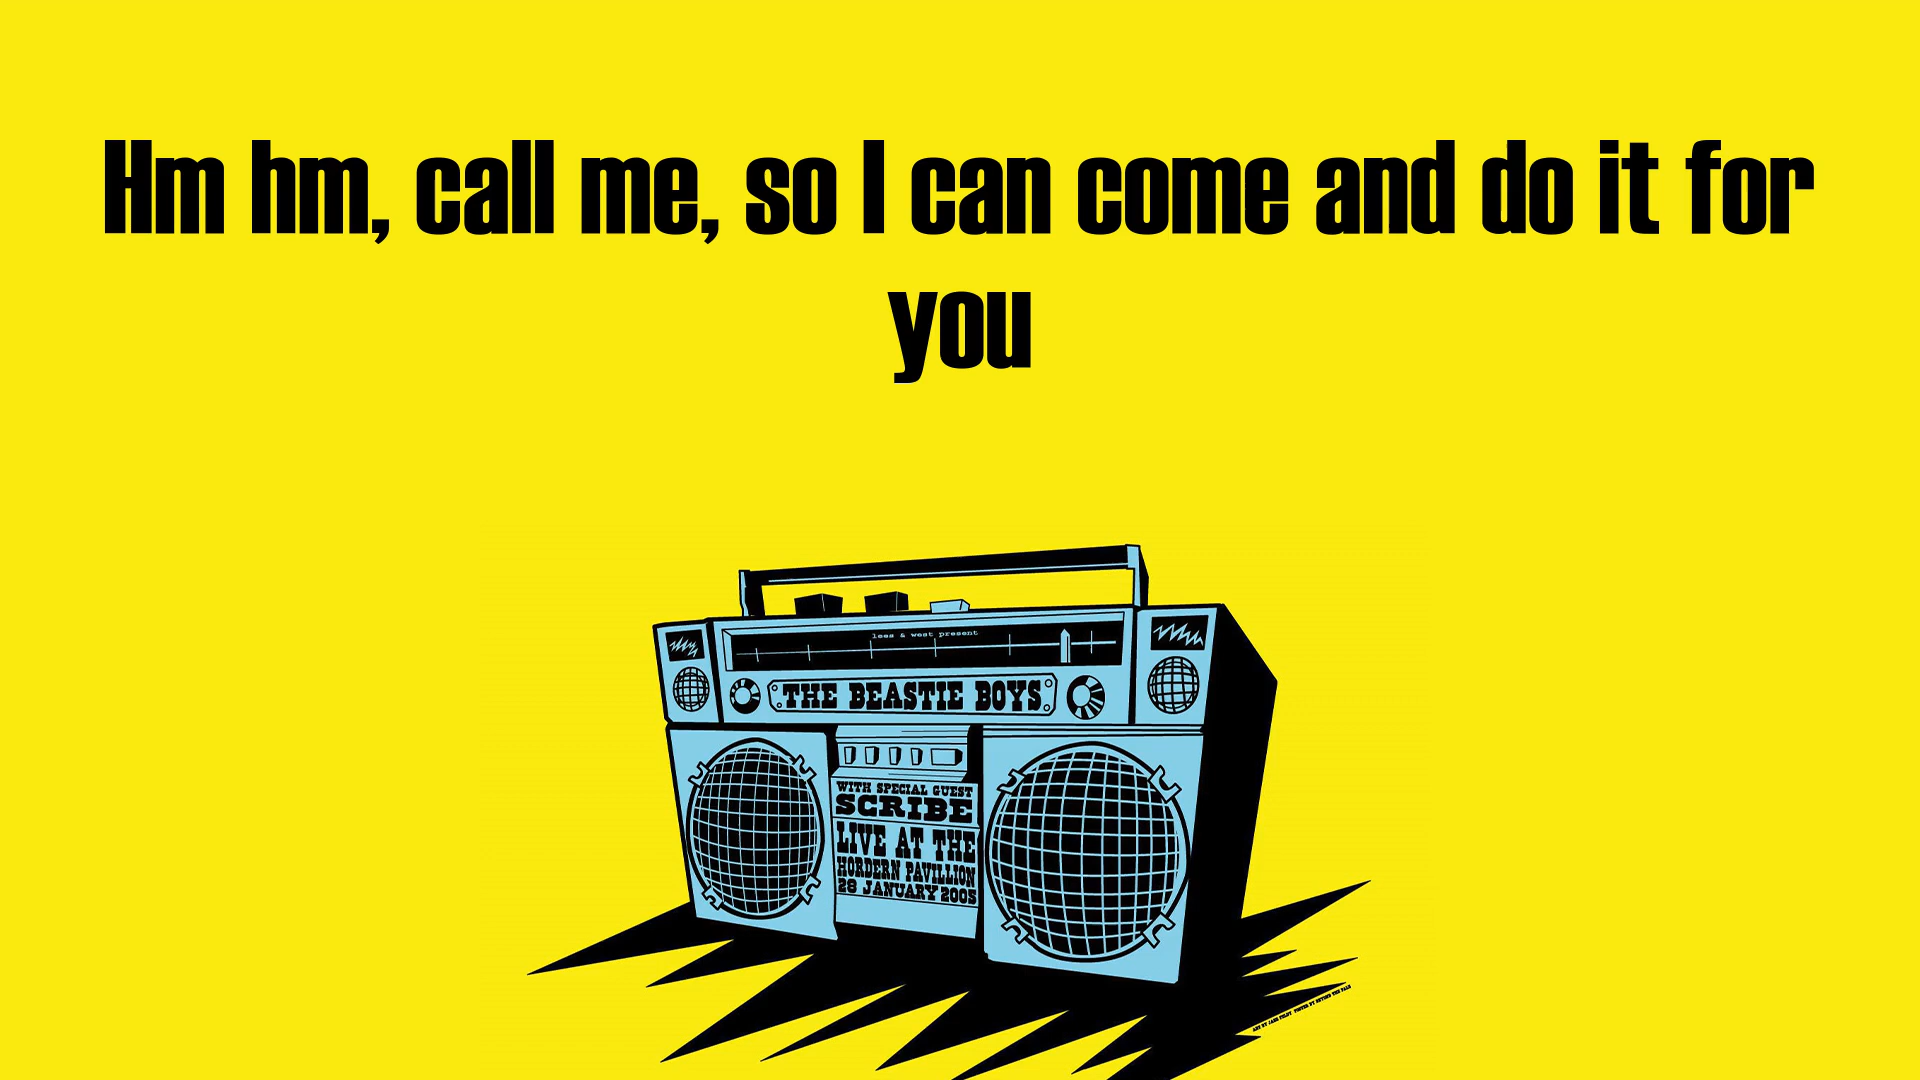 Hm hm, call me, so I can come and do it for
you
lees & west present
THE BEASTIE BOYS
WITH SPECIAL GUEST
SCRIBE
LIVE AT THE
HORDERN PAVILLION
28 JANUARY 2005